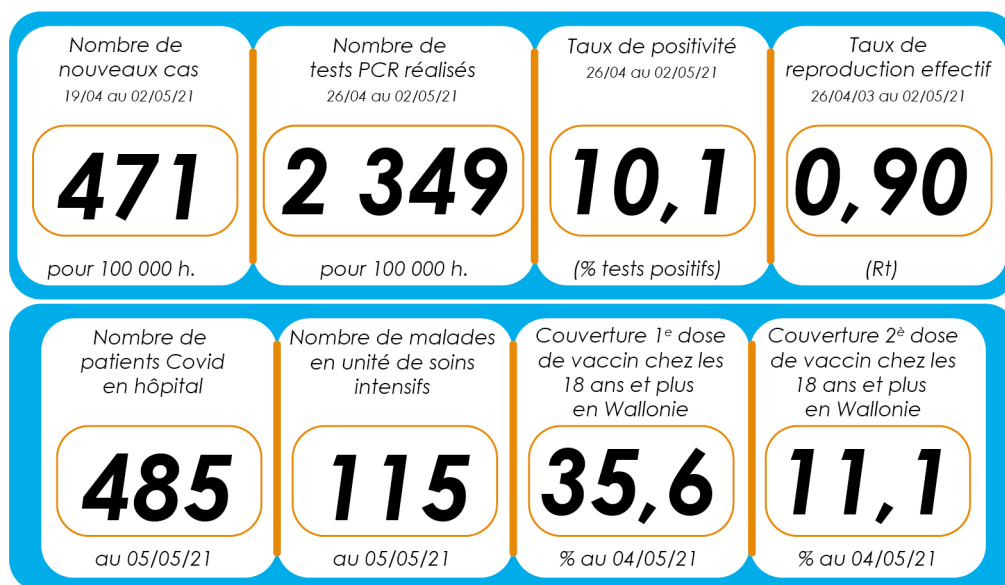 Nombre de
nouveaux cas
19/04 au 02/05/21
471
pour 100 000 h.
Nombre de
tests PCR réalisés
26/04 au 02/05/21
2 349
pour 100 000 h.
Taux de positivité
26/04 au 02/05/21
10,1
(% tests positifs)
Taux de
reproduction effectif
26/04/03 au 02/05/21
0,90
(Rt)
Nombre de
patients Covid
en hôpital
485
au 05/05/21
Nombre de malades
en unité de soins
intensifs
115
au 05/05/21
Couverture 1e dose
de vaccin chez les
18 ans et plus
en Wallonie
35,6
% au 04/05/21
Couverture 2è dose
de vaccin chez les
18 ans et plus
en Wallonie
11,1
% au 04/05/21